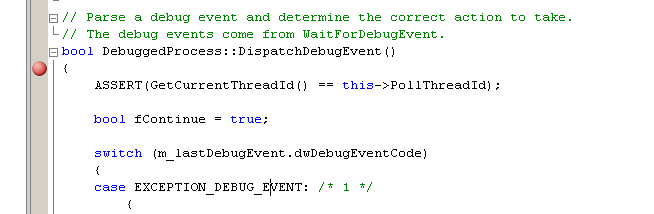 // Parse a debug event and determine the correct action to take.
// The debug events come from WaitForDebugEvent.
bool DebuggedProcess::DispatchDebugEvent()
{
ASSERT(GetCurrentThreadId() == this->PollThreadId);
bool fContinue = true;
switch (m_lastDebugEvent.dwDebugEventCode)
{
case EXCEPTION_DEBUG_EVENT: /* 1 */
{